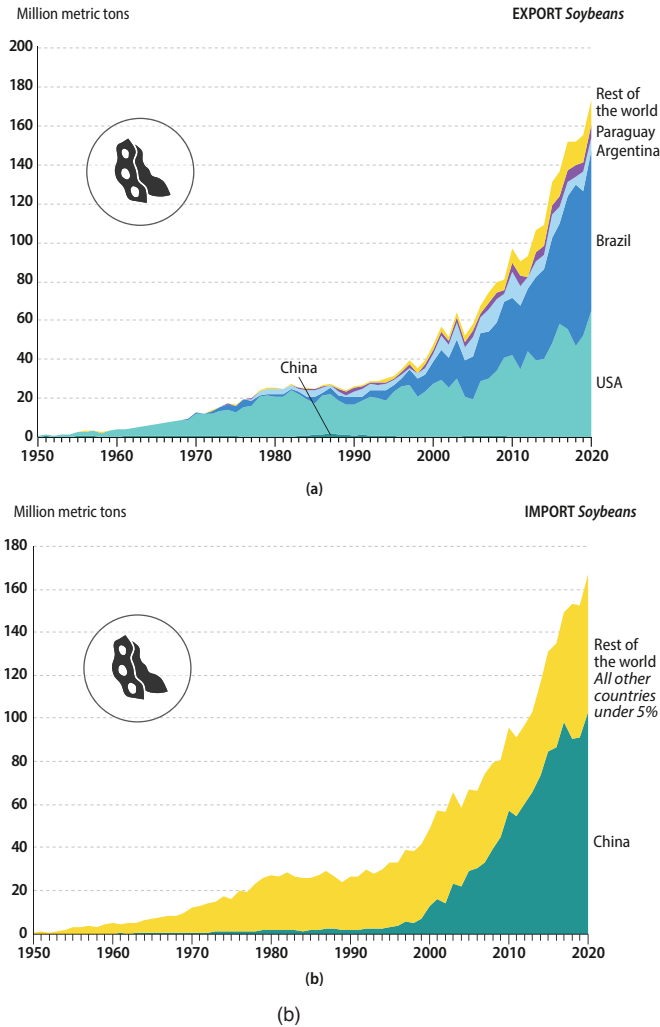 Million metric tons EXPORT Soybeans
200
180
160
140
120
100
80
60
40
20
0
Rest of
the world
Paraguay
Argentina
Brazil
China
USA
1950 1960 1970 1980 1990 2000 2010 2020
(a)
Million metric tons IMPORT Soybeans
180
160
140
120
100
80
60
40
20
0
Rest of
the world
All other
countries
under 5%
China
1950 1960 1970 1980 1990 2000 2010 2020
(b)
(b)